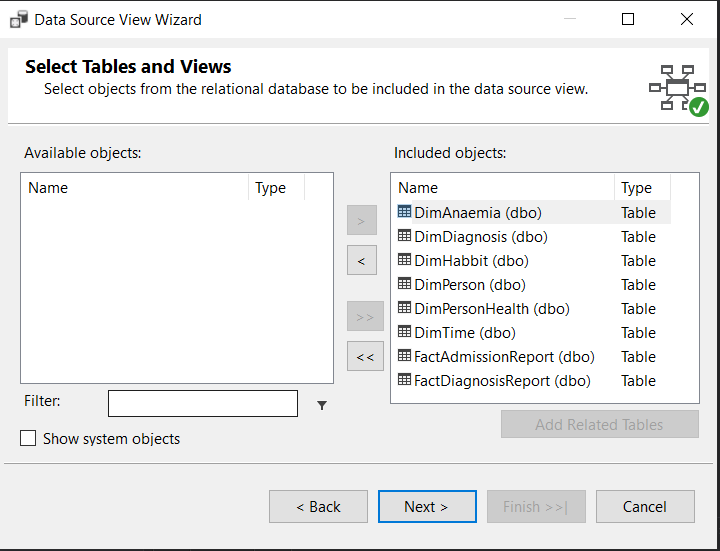 Data Source View Wizard
Select Tables and Views
Select objects from the relational database to be included in the data source view.
Available objects:
Name Type
> 
<
>>
<<
Filter:
Show system objects
Included objects:
Name Type
DimAnaemia (dbo) Table
DimDiagnosis (dbo) Table
DimHabbit (dbo) Table
DimPerson (dbo) Table
DimPersonHealth (dbo) Table
DimTime (dbo) Table
FactAdmissionReport (dbo) Table
FactDiagnosisReport (dbo) Table
Add Related Tables
< Back Next > Finish >>| Cancel